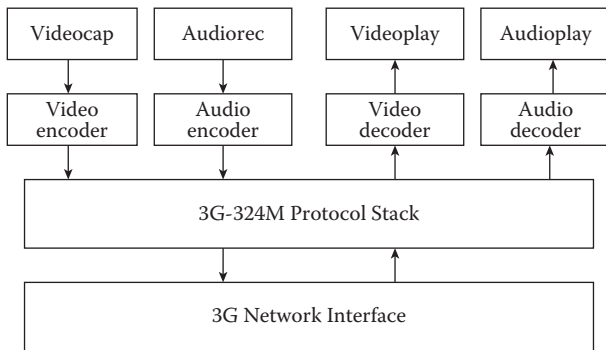 Videocap
Audiorec
Videoplay
Audioplay
Video
encoder
Audio
encoder
Video
decoder
Audio
decoder
3G-324M Protocol Stack
3G Network Interface